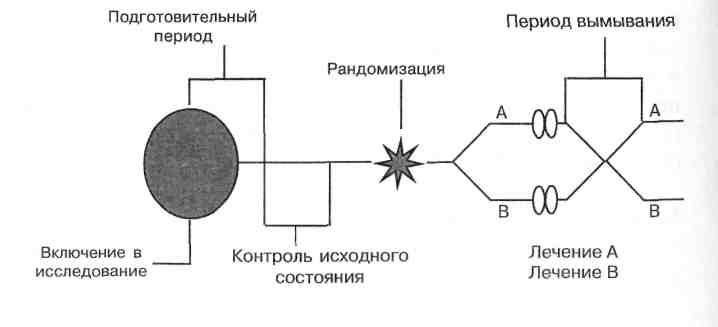 Подготовительный
период
Период вымывания
Рандомизация
A
A
B
B
Включение в
исследование
Контроль исходного
состояния
Лечение A
Лечение B